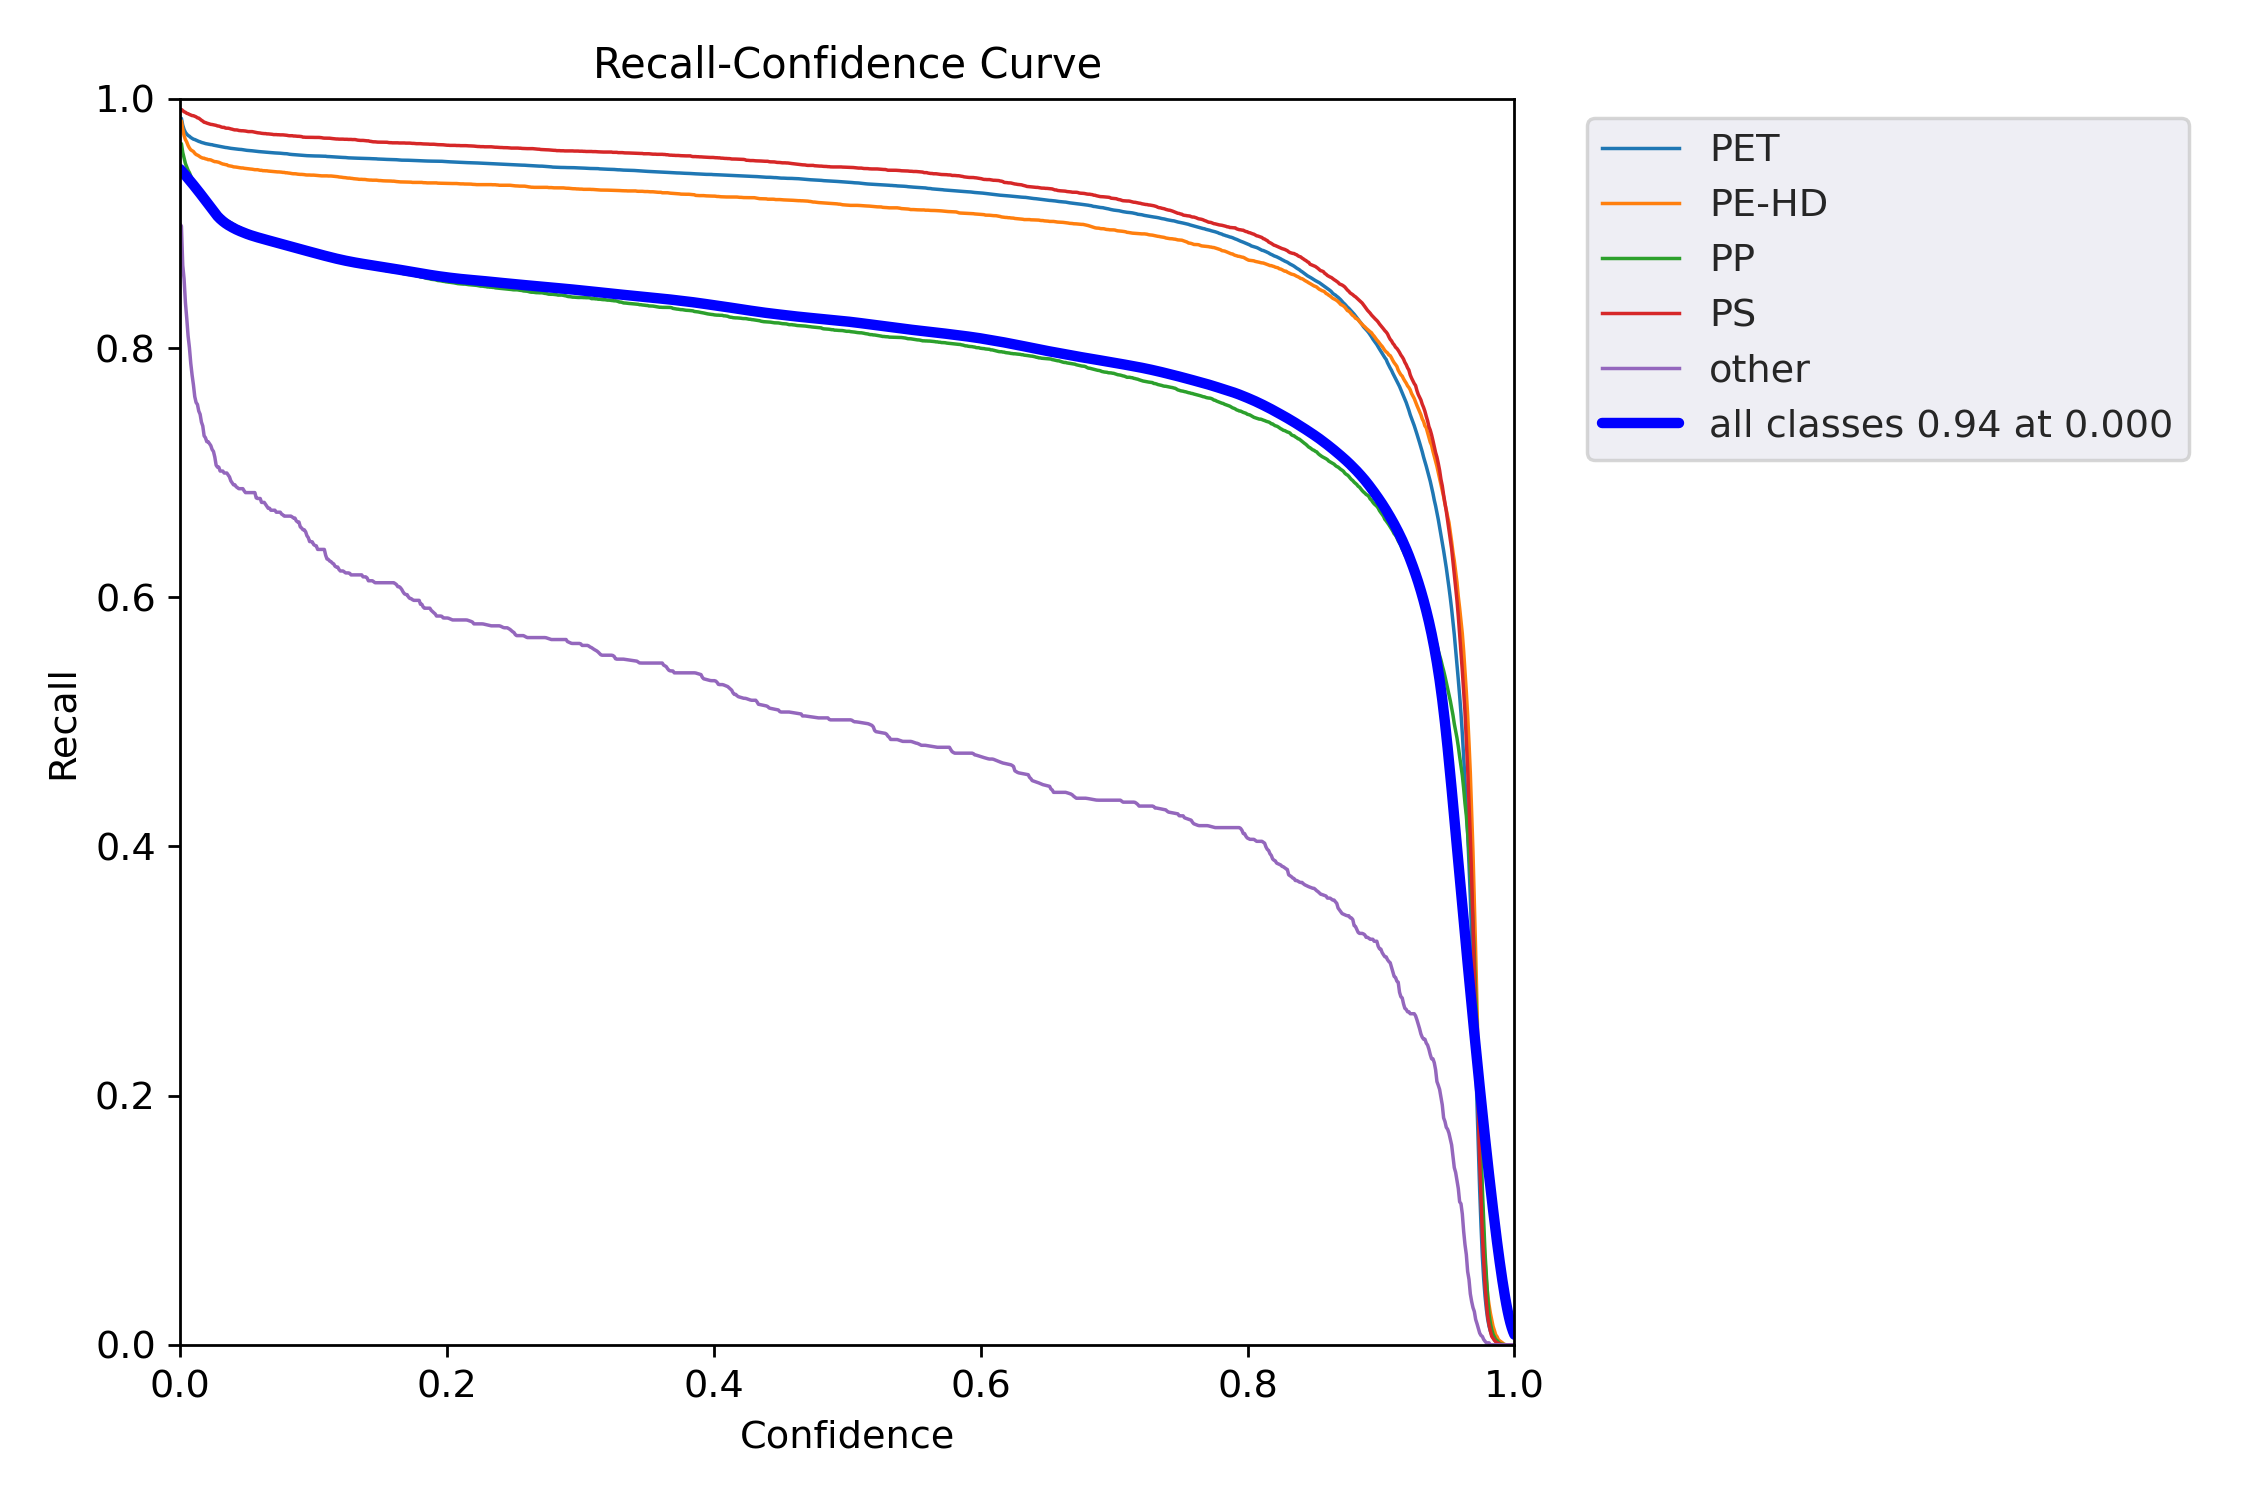 Recall-Confidence Curve
1.0
0.8
0.6
0.4
0.2
0.0
Recall
0.0 0.2 0.4 0.6 0.8 1.0
Confidence
PET
PE-HD
PP
PS
other
all classes 0.94 at 0.000